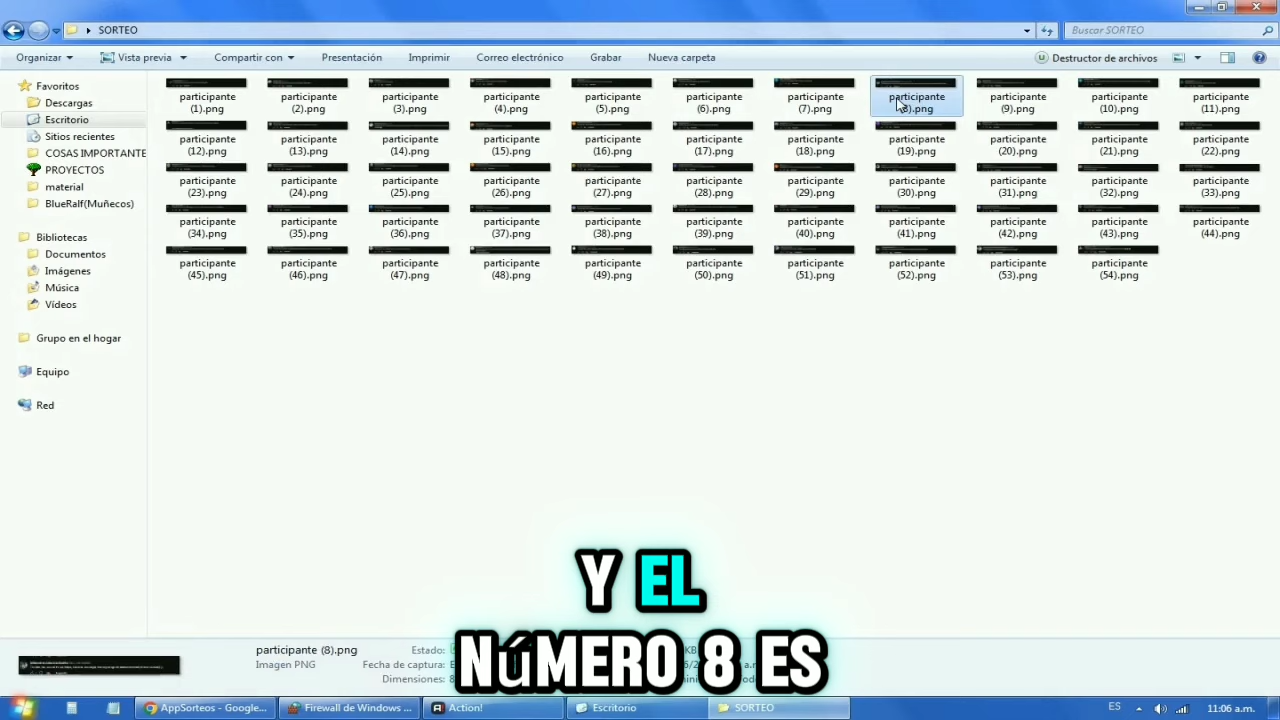 SORTEO
Buscar SORTEO
Organizar
Vista previa
Compartir con
Presentación
Imprimir
Correo electrónico
Grabar
Nueva carpeta
Destructor de archivos
Favoritos
Descargas
Escritorio
Sitios recientes
COSAS IMPORTANTE
PROYECTOS
material
BlueRalf(Muñecos)
Bibliotecas
Documentos
Imágenes
Música
Vídeos
Grupo en el hogar
Equipo
Red
participante participante participante participante participante participante participante participante participante participante participante
(1).png (2).png (3).png (4).png (5).png (6).png (7).png (8).png (9).png (10).png (11).png
participante participante participante participante participante participante participante participante participante participante participante
(12).png (13).png (14).png (15).png (16).png (17).png (18).png (19).png (20).png (21).png (22).png
participante participante participante participante participante participante participante participante participante participante participante
(23).png (24).png (25).png (26).png (27).png (28).png (29).png (30).png (31).png (32).png (33).png
participante participante participante participante participante participante participante participante participante participante participante
(34).png (35).png (36).png (37).png (38).png (39).png (40).png (41).png (42).png (43).png (44).png
participante participante participante participante participante participante participante participante participante participante
(45).png (46).png (47).png (48).png (49).png (50).png (51).png (52).png (53).png (54).png
Y EL
NÚMERO 8 ES
participante (8).png
Estado:
Imagen PNG
Fecha de captura:
Dimensiones:
AppSorteos - Google...
Firewall de Windows ...
Action!
Escritorio
SORTEO
ES
11:06 a.m.